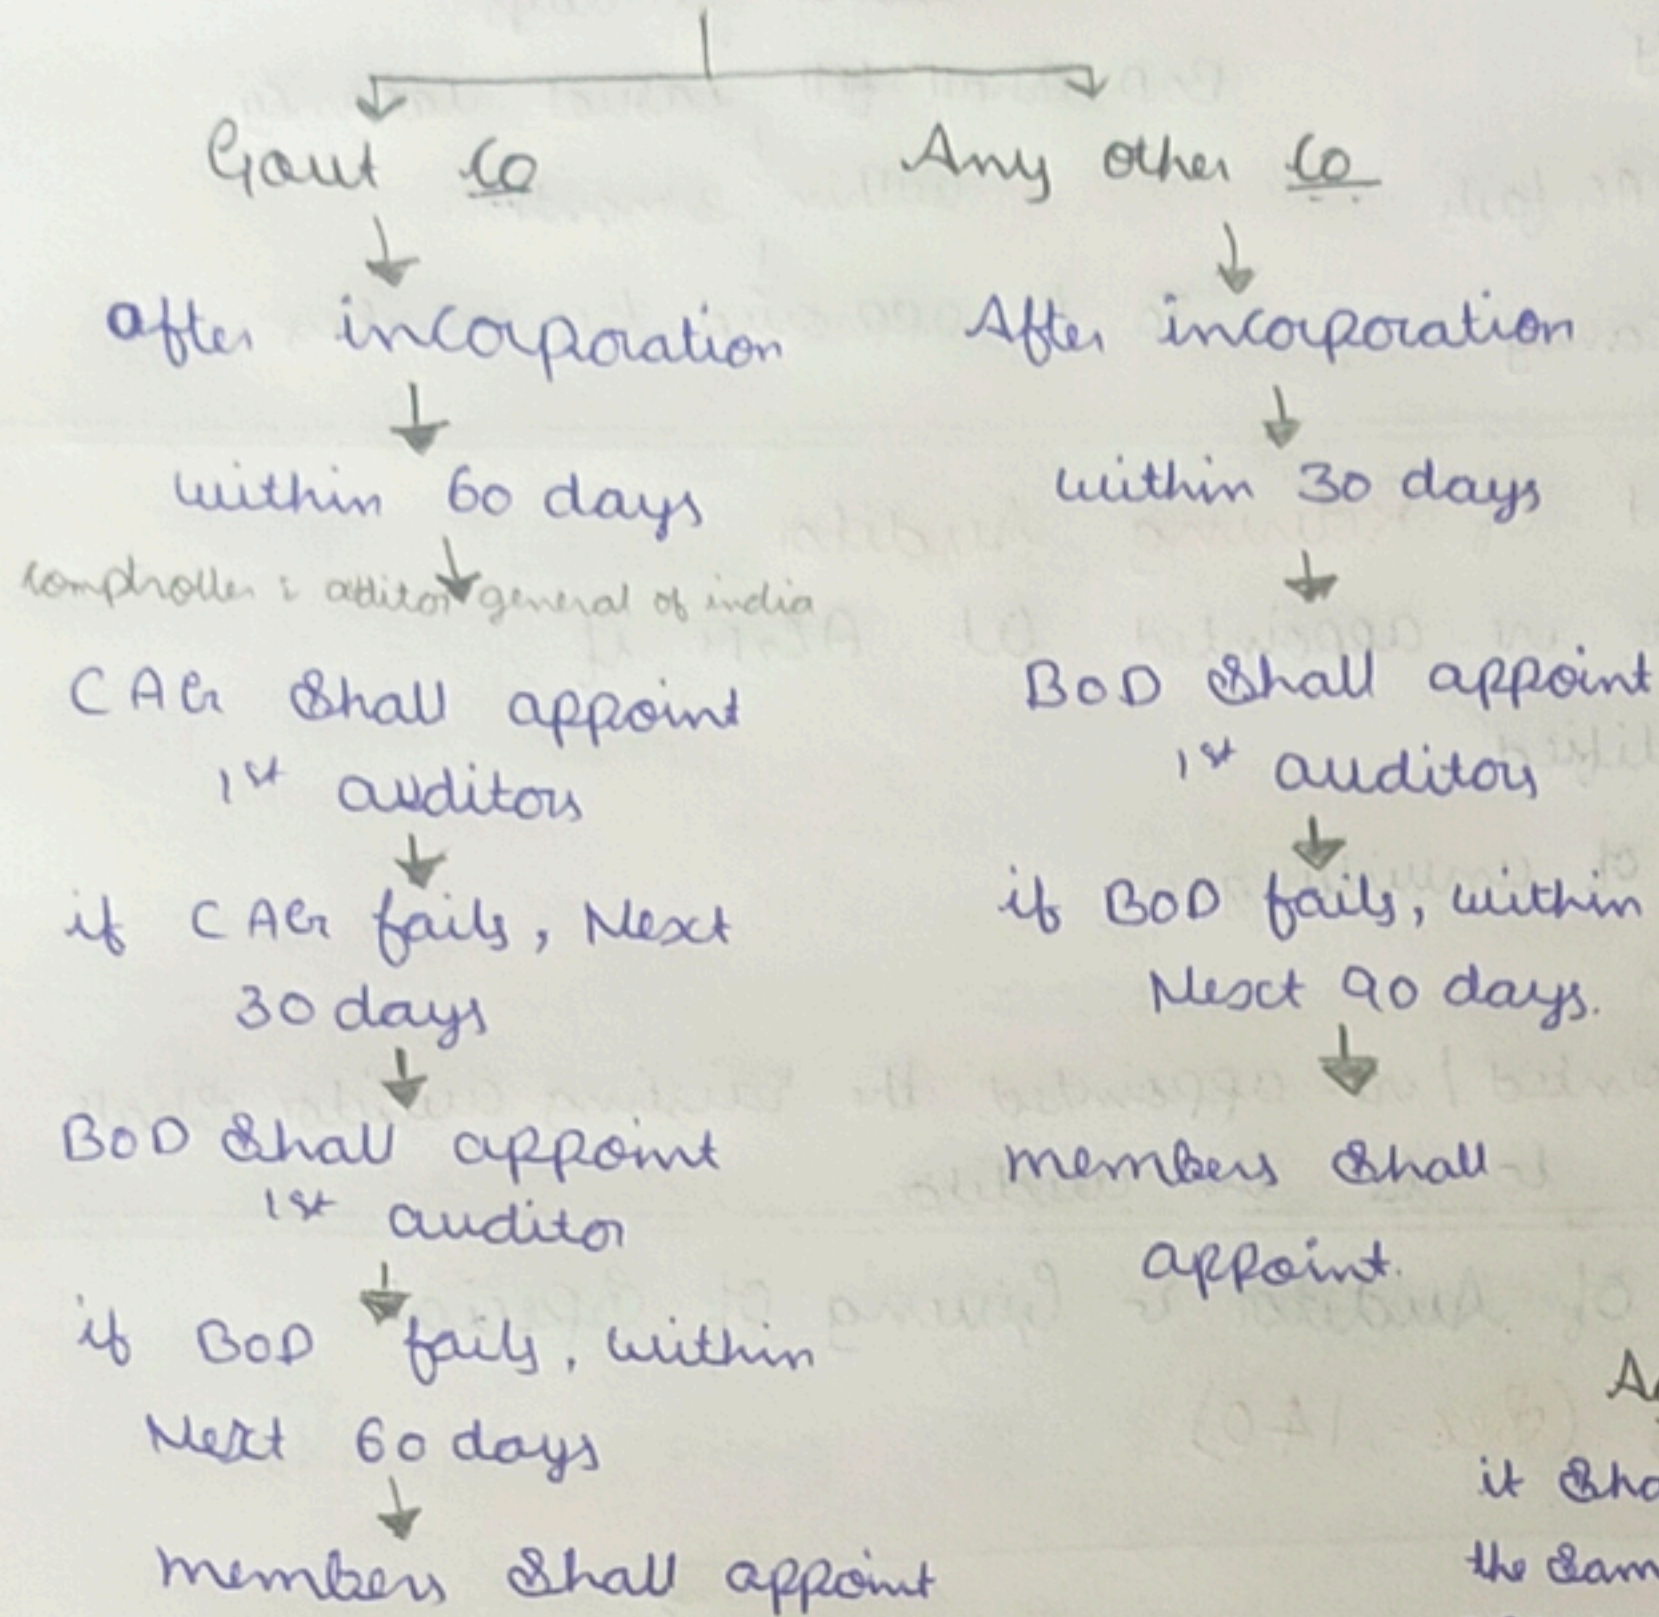 Govt Co
after incorporation
within 60 days
comptroller & aditor general of india
CAG shall appoint
1st auditors
if CAG fails, Next
30 days
BOD shall appoint
1st auditor
if BOD fails, within
Next 60 days
members shall appoint
Any other Co
After incorporation
within 30 days
BOD shall appoint
1st auditors
if BOD fails, within
Next 90 days.
members shall
appoint.
it
the